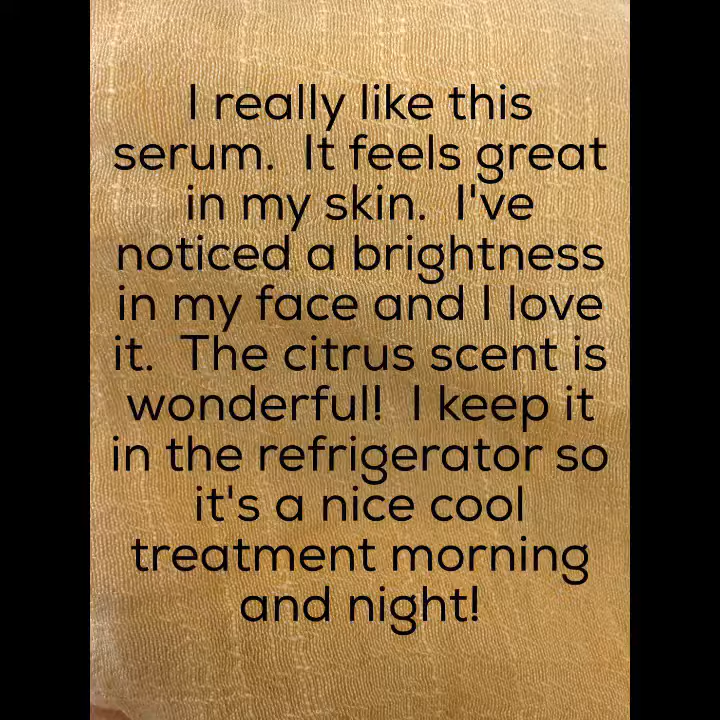 I really like this
serum.  It feels great
in my skin.  I've
noticed a brightness
in my face and I love
it.  The citrus scent is
wonderful!  I keep it
in the refrigerator so
it's a nice cool
treatment morning
and night!